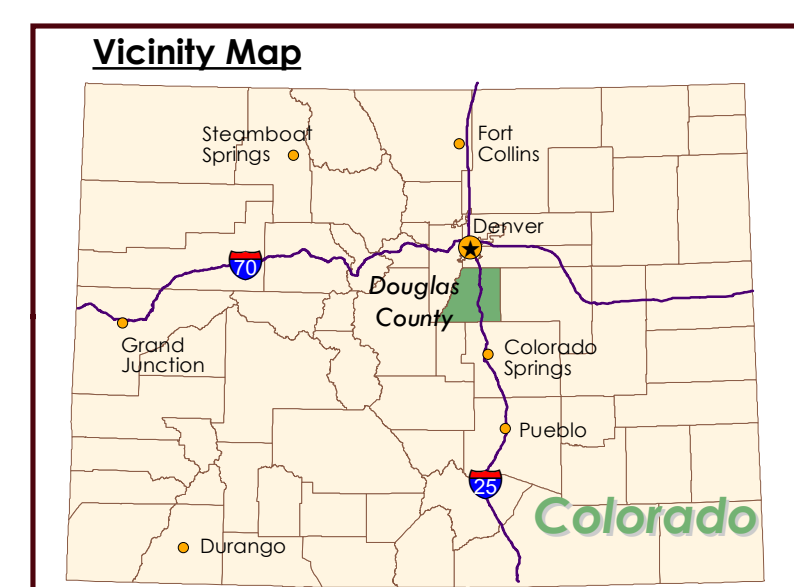 Vicinity Map
Steamboat
Springs
Fort
Collins
Denver
70
Douglas
County
Grand
Junction
Colorado
Springs
Pueblo
25
Colorado
Durango